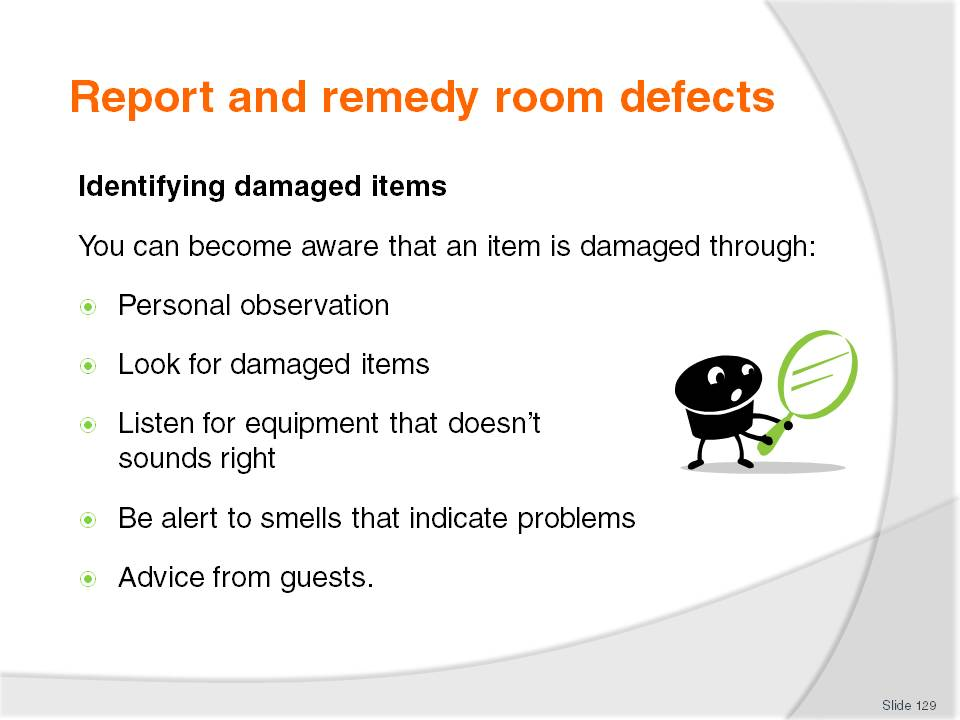 Report and remedy room defects
Identifying damaged items
You can become aware that an item is damaged through:
Personal observation
Look for damaged items
Listen for equipment that doesn’t
sounds right
Be alert to smells that indicate problems
Advice from guests.
Slide 129